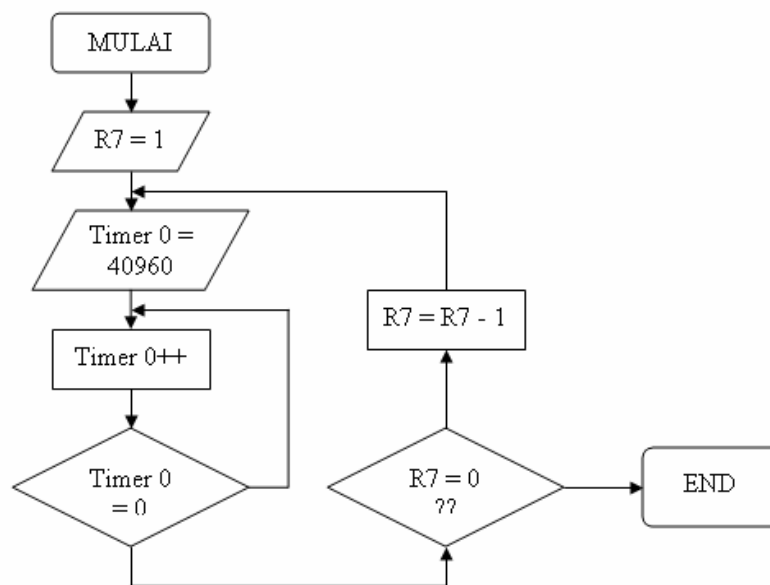 MULAI
R7 = 1
Timer 0 =
40960
Timer 0++
Timer 0
= 0
R7 = R7 - 1
R7 = 0
??
END